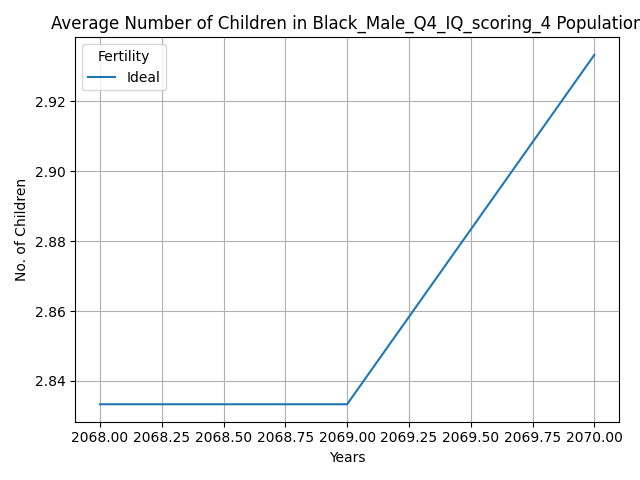 Average Number of Children in Black_Male_Q4_IQ_scoring_4 Population
Fertility
Ideal
No. of Children
2.92
2.90
2.88
2.86
2.84
2068.00 2068.25 2068.50 2068.75 2069.00 2069.25 2069.50 2069.75 2070.00
Years